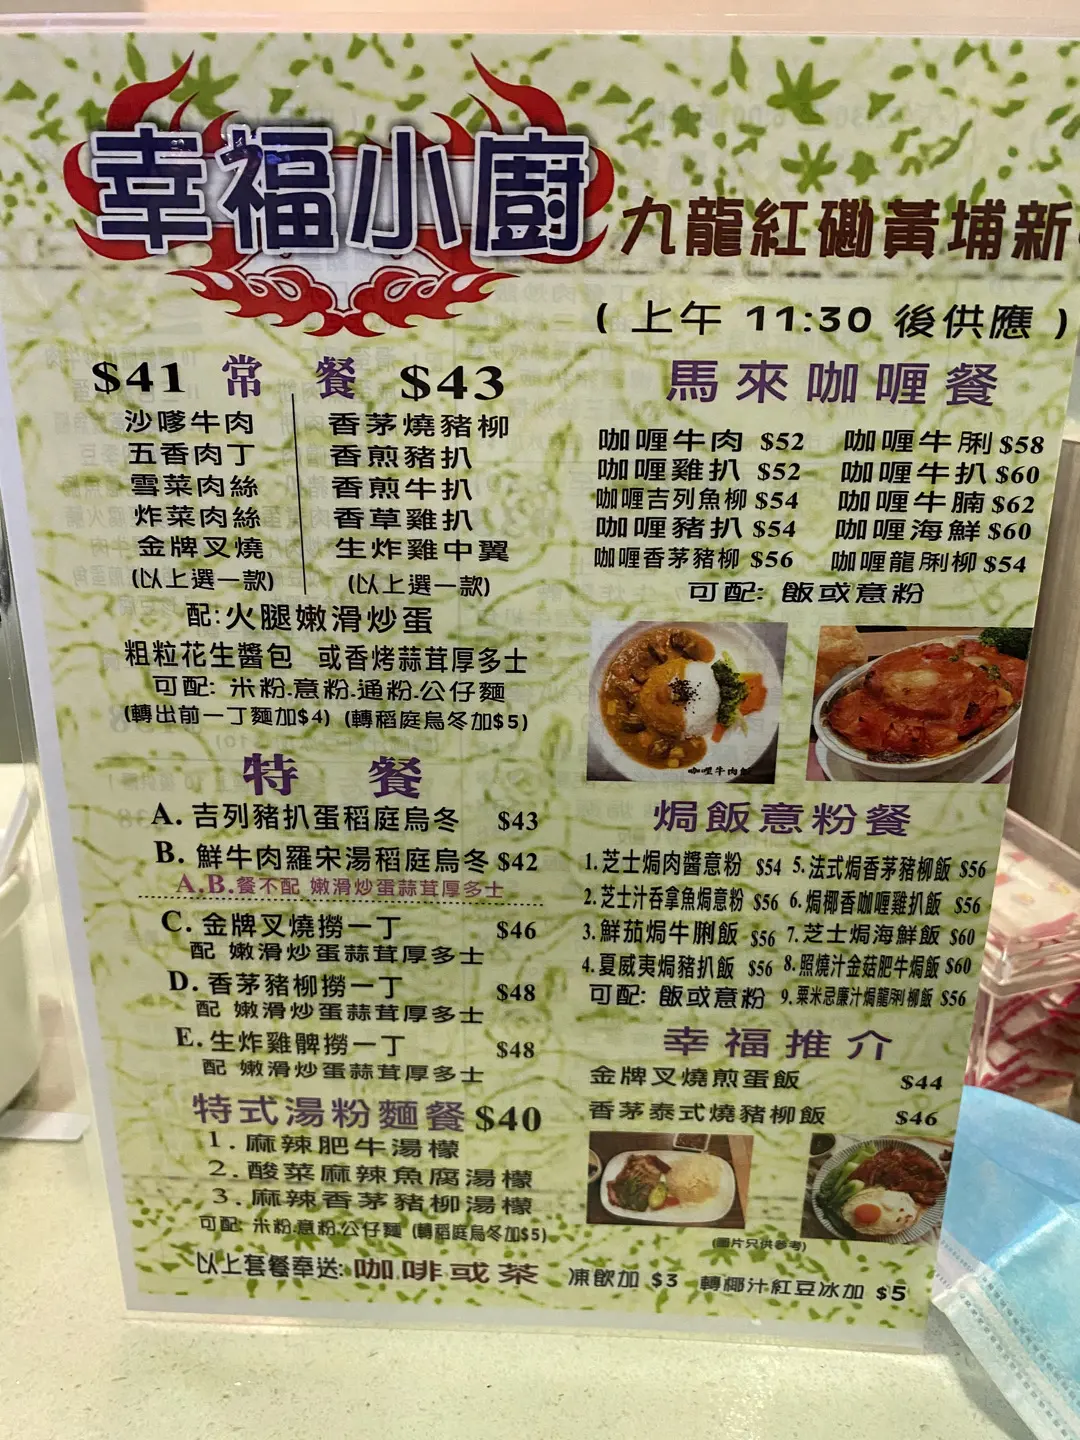 幸福小廚
九龍紅磡黃埔新
( 上午 11:30 後供應 )
$41 常餐 $43
沙嗲牛肉 香茅燒豬柳
五香肉丁 香煎豬扒
雪菜肉絲 香煎牛扒
炸菜肉絲 香草雞扒
金牌叉燒 生炸雞中翼
(以上選一款) (以上選一款)
配:火腿嫩滑炒蛋
粗粒花生醬包 或香烤蒜茸厚多士
可配: 米粉.意粉.通粉.公仔麵
(轉出前一丁麵加$4) (轉稻庭烏冬加$5)
特餐
A. 吉列豬扒蛋稻庭烏冬 $43
B. 鮮牛肉羅宋湯稻庭烏冬 $42
A.B.餐不配 嫩滑炒蛋蒜茸厚多士
C. 金牌叉燒撈一丁 $46
配 嫩滑炒蛋蒜茸厚多士
D. 香茅豬柳撈一丁 $48
配 嫩滑炒蛋蒜茸厚多士
E. 生炸雞髀撈一丁 $48
配 嫩滑炒蛋蒜茸厚多士
特式湯粉麵餐 $40
1. 麻辣肥牛湯檬
2. 酸菜麻辣魚腐湯檬
3. 麻辣香茅豬柳湯檬
可配: 米粉.意粉.公仔麵 (轉稻庭烏冬加$5)
馬來咖喱餐
咖喱牛肉 $52 咖喱牛脷 $58
咖喱雞扒 $52 咖喱牛扒 $60
咖喱吉列魚柳 $54 咖喱牛腩 $62
咖喱豬扒 $54 咖喱海鮮 $60
咖喱香茅豬柳 $56 咖喱龍脷柳 $54
可配: 飯或意粉
咖喱牛肉飯
焗飯意粉餐
1.芝士焗肉醬意粉 $54 5.法式焗香茅豬柳飯 $56
2.芝士汁吞拿魚焗意粉 $56 6.焗椰香咖喱雞扒飯 $56
3.鮮茄焗牛脷飯 $56 7.芝士焗海鮮飯 $60
4.夏威夷焗豬扒飯 $56 8.照燒汁金菇肥牛焗飯 $60
可配: 飯或意粉 9.粟米忌廉汁焗龍脷柳飯 $56
幸福推介
金牌叉燒煎蛋飯 $44
香茅泰式燒豬柳飯 $46
(圖片只供參考)
以上套餐奉送:咖啡或茶 凍飲加 $3 轉椰汁紅豆冰加 $5